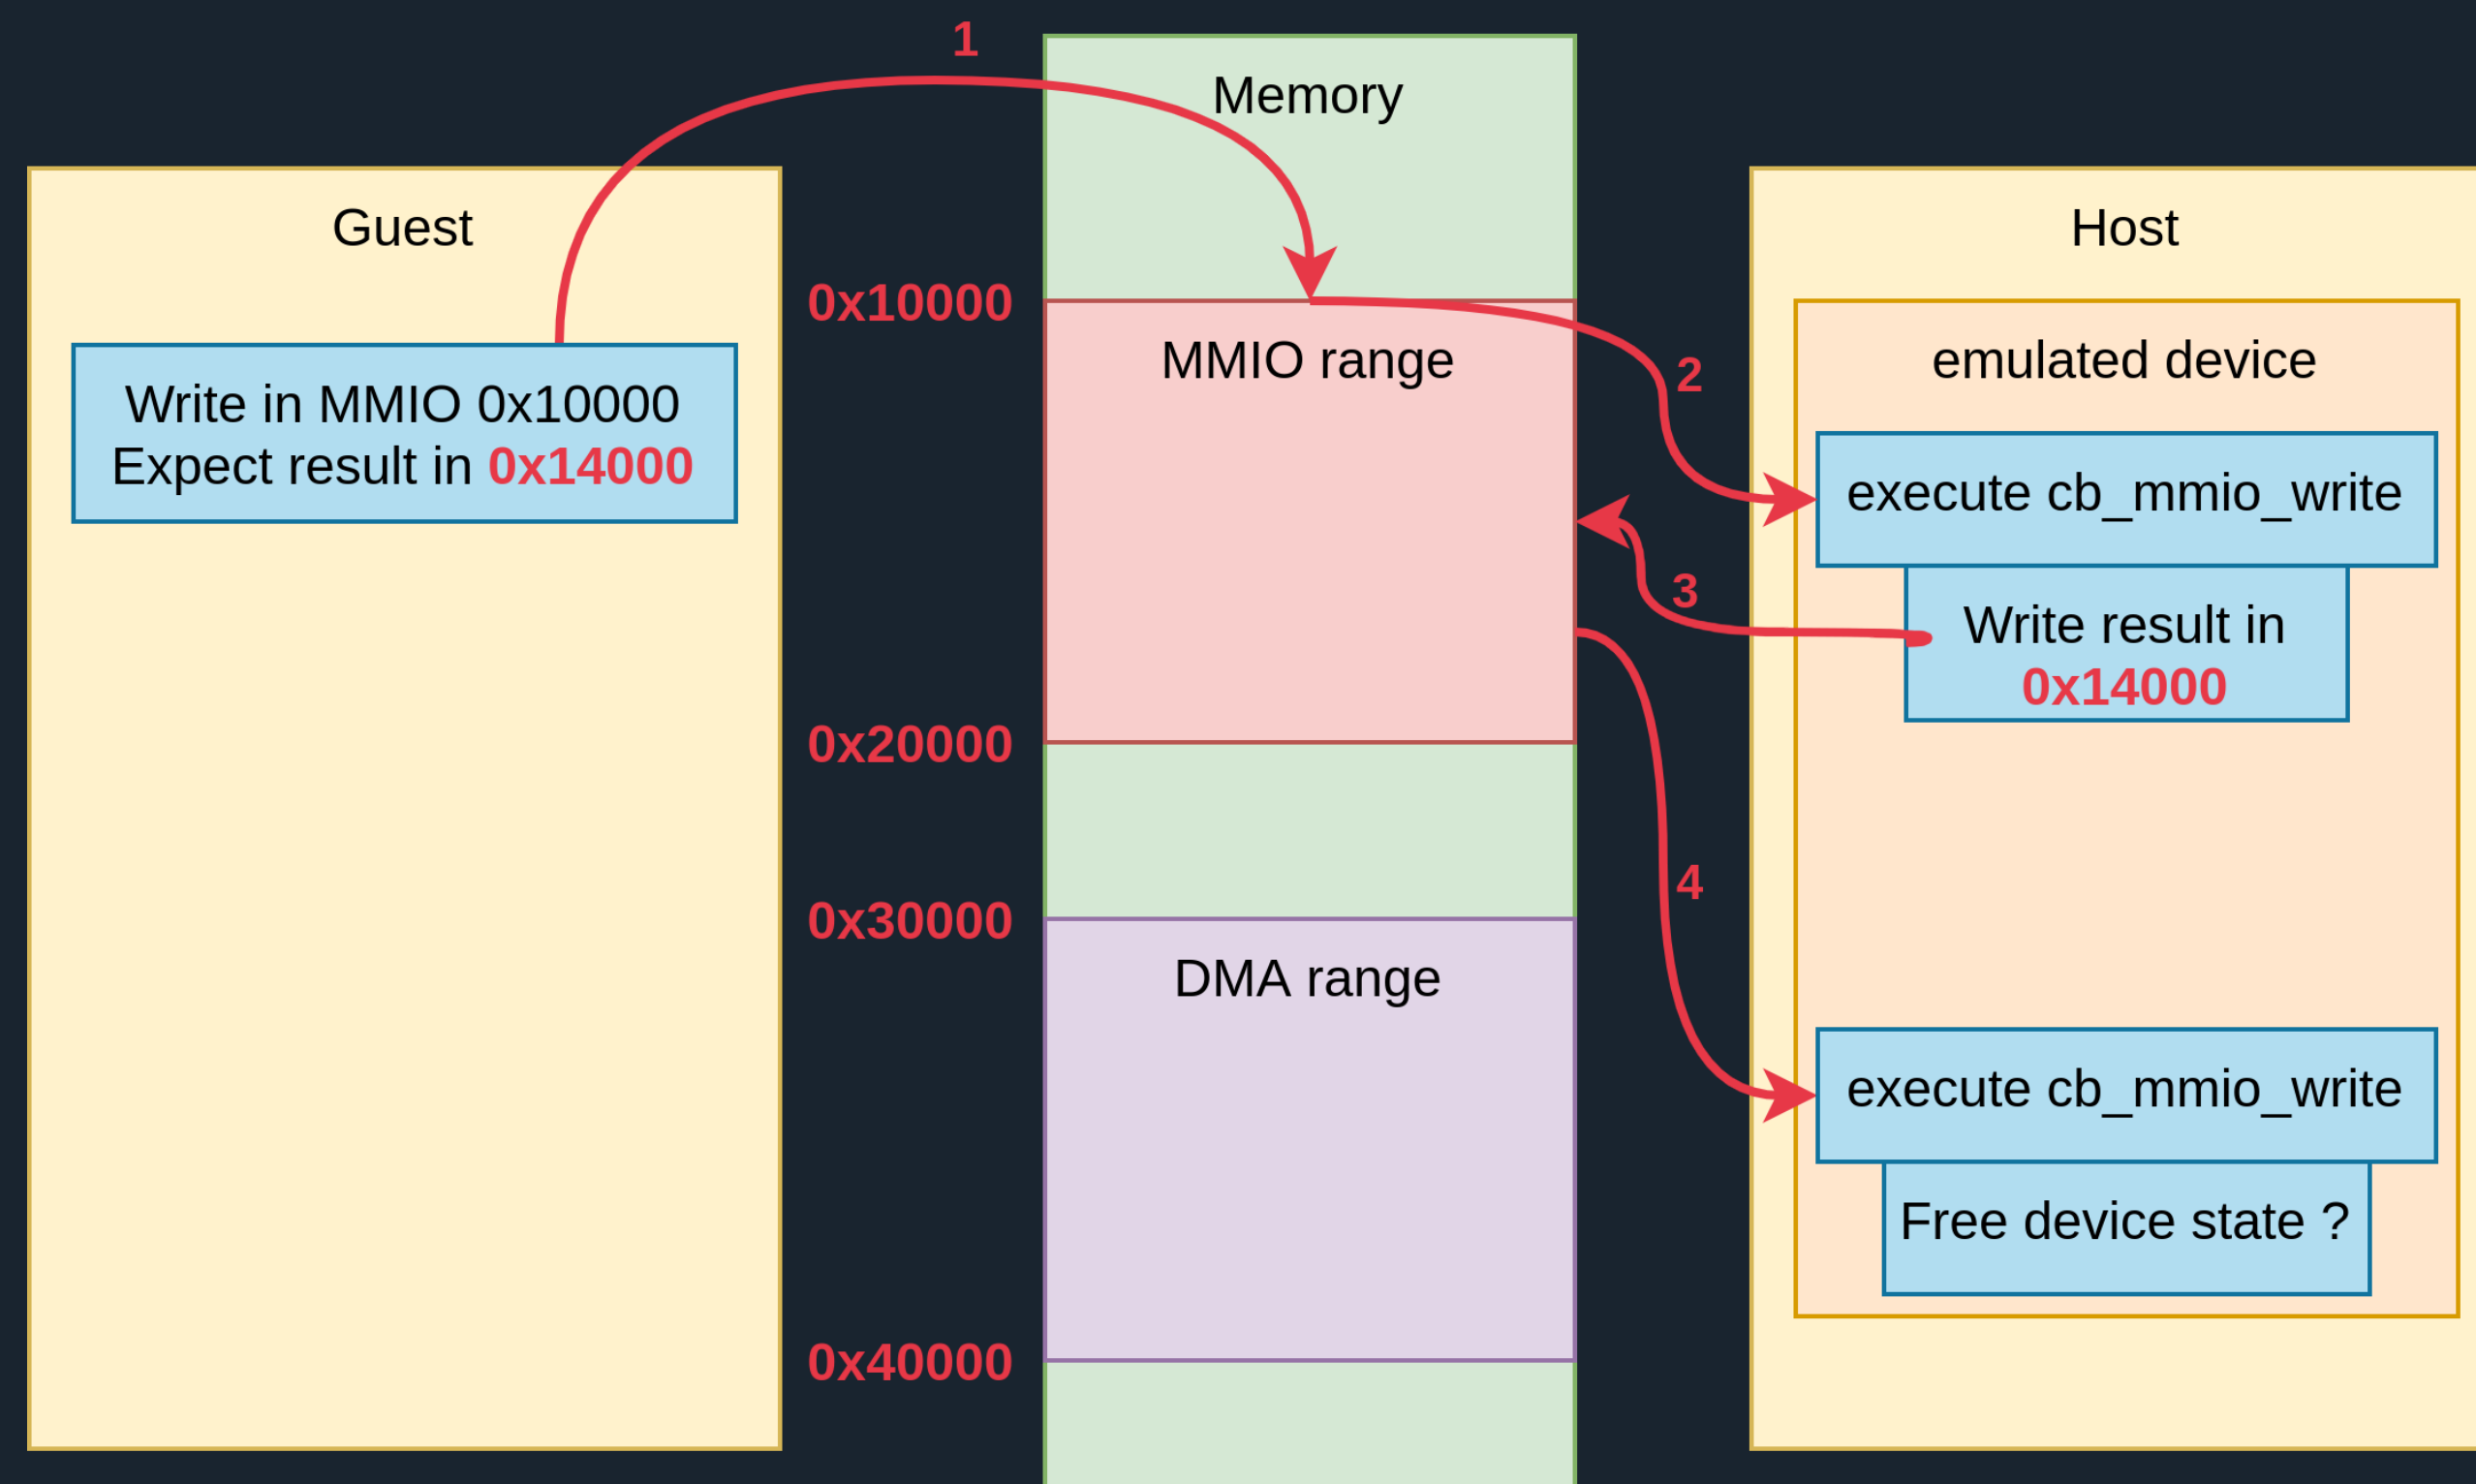 1
Memory
Guest
Host
0x10000
Write in MMIO 0x10000
Expect result in 0x14000
MMIO range
2
emulated device
execute cb_mmio_write
3
Write result in
0x14000
0x20000
4
0x30000
DMA range
execute cb_mmio_write
Free device state ?
0x40000